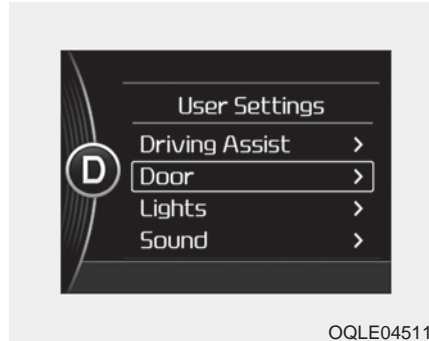 User Settings
Driving Assist >
D
Door >
Lights >
Sound >
OQLE04511